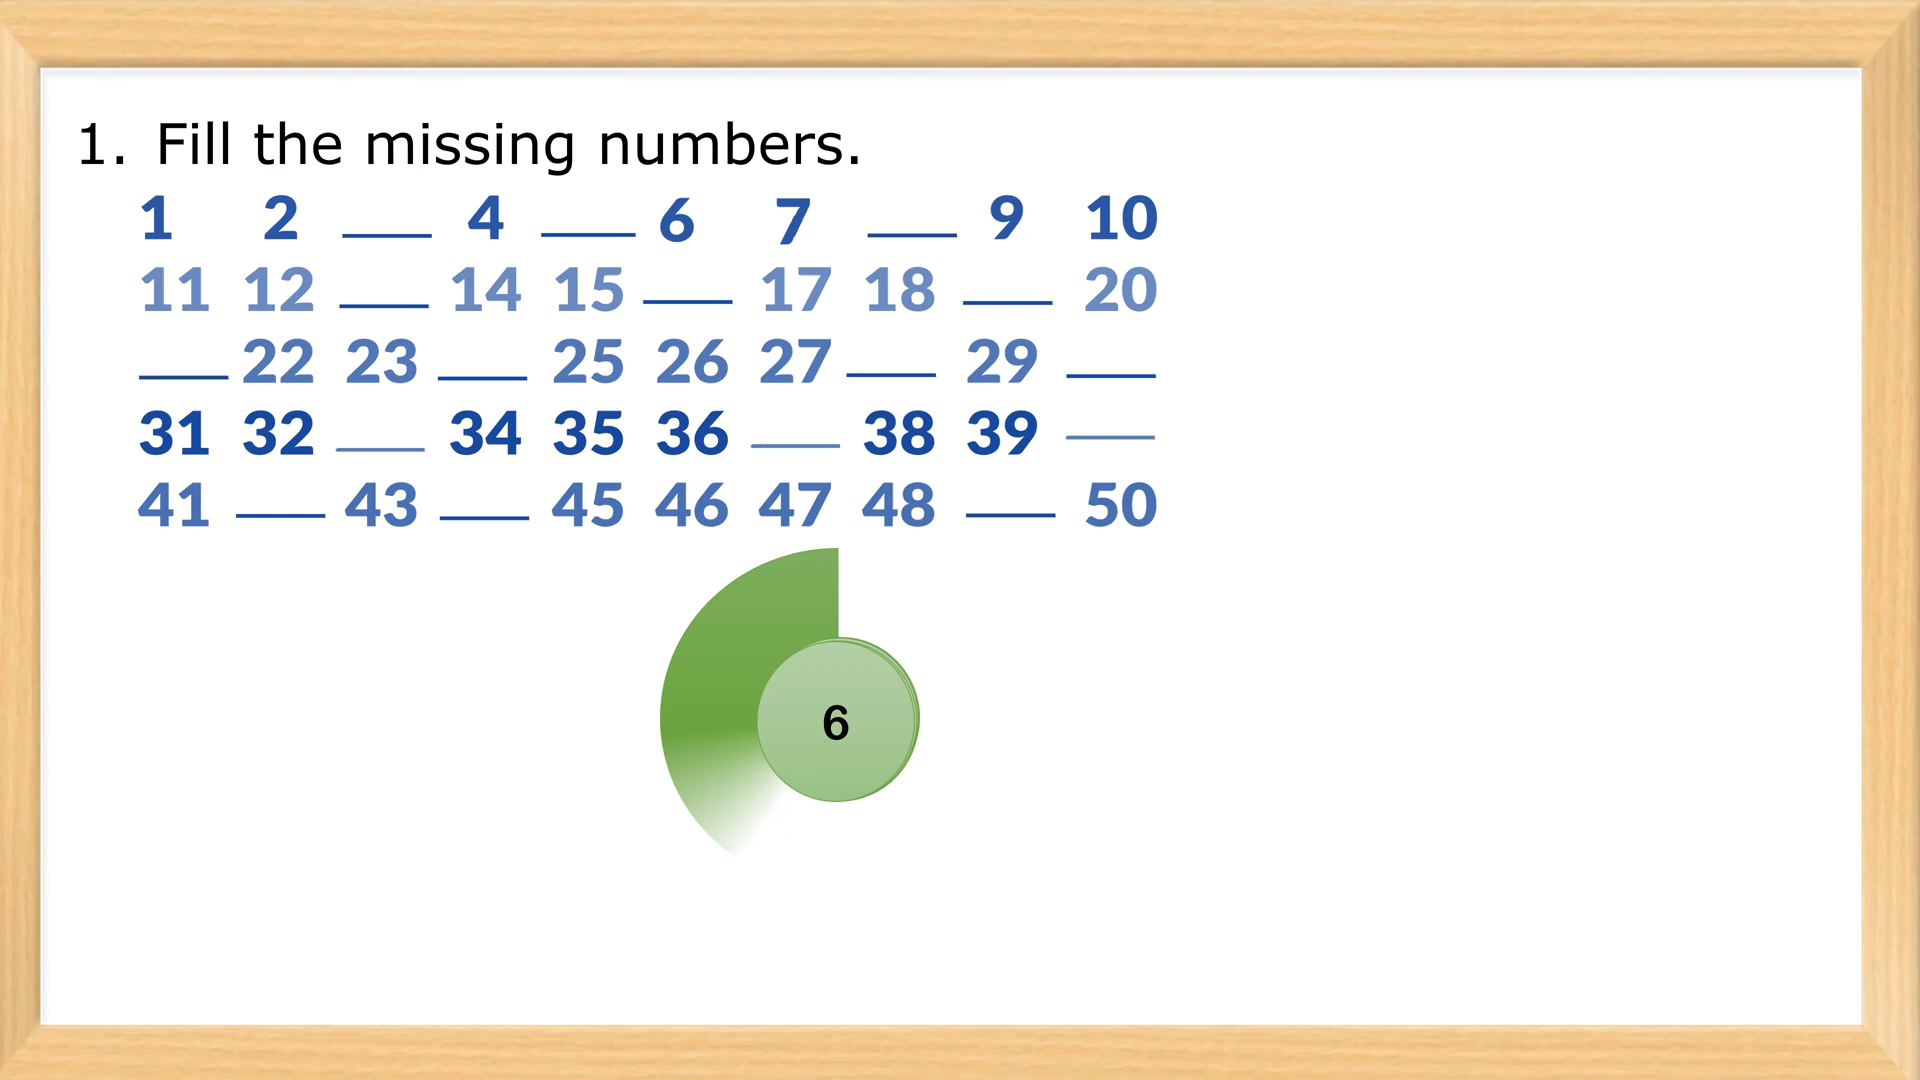 1. Fill the missing numbers.
1 2 ___ 4 ___ 6 7 ___ 9 10
11 12 ___ 14 15 ___ 17 18 ___ 20
___ 22 23 ___ 25 26 27 ___ 29 ___
31 32 ___ 34 35 36 ___ 38 39 ___
41 ___ 43 ___ 45 46 47 48 ___ 50
6